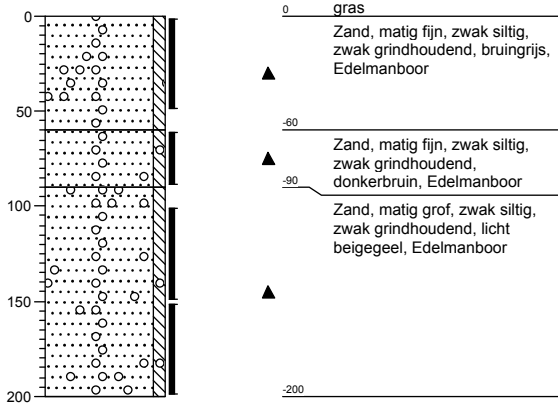 0
50
100
150
200
0 gras
Zand, matig fijn, zwak siltig,
zwak grindhoudend, bruingrijs,
Edelmanboor
-60
Zand, matig fijn, zwak siltig,
zwak grindhoudend,
donkerbruin, Edelmanboor
-90
Zand, matig grof, zwak siltig,
zwak grindhoudend, licht
beigegeel, Edelmanboor
-200